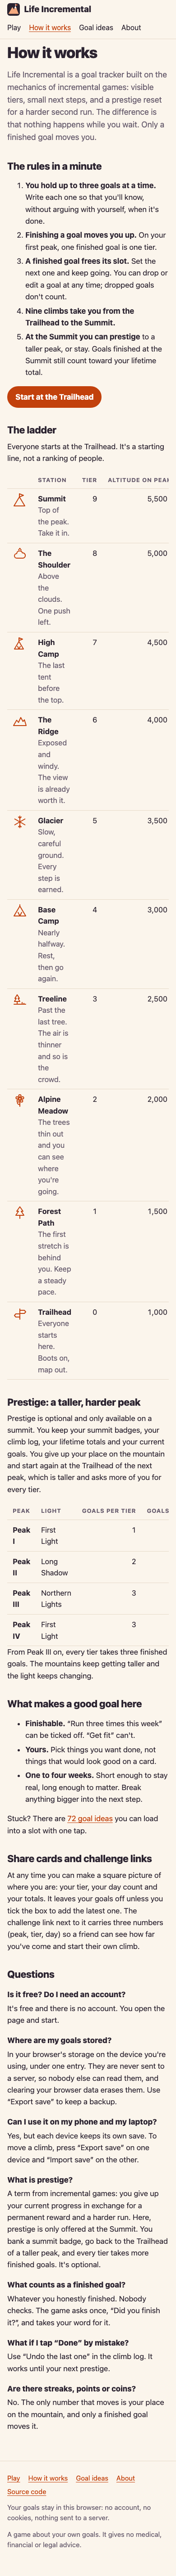 Life Incremental
Play How it works Goal ideas About
How it works
Life Incremental is a goal tracker built on the
mechanics of incremental games: visible
tiers, small next steps, and a prestige reset
for a harder second run. The difference is
that nothing happens while you wait. Only a
finished goal moves you.
The rules in a minute
1. You hold up to three goals at a time.
Write each one so that you'll know,
without arguing with yourself, when it's
done.
2. Finishing a goal moves you up. On your
first peak, one finished goal is one tier.
3. A finished goal frees its slot. Set the
next one and keep going. You can drop or
edit a goal at any time; dropped goals
don't count.
4. Nine climbs take you from the
Trailhead to the Summit.
5. At the Summit you can prestige to a
taller peak, or stay. Goals finished at the
Summit still count toward your lifetime
total.
Start at the Trailhead
The ladder
Everyone starts at the Trailhead. It's a starting
line, not a ranking of people.
STATION TIER ALTITUDE ON PEAK
Summit 9 5,500
Top of
the peak.
Take it in.
The 8 5,000
Shoulder
Above
the
clouds.
One push
left.
High 7 4,500
Camp
The last
tent
before
the top.
The 6 4,000
Ridge
Exposed
and
windy.
The view
is already
worth it.
Glacier 5 3,500
Slow,
careful
ground.
Every
step is
earned.
Base 4 3,000
Camp
Nearly
halfway.
Rest,
then go
again.
Treeline 3 2,500
Past the
last tree.
The air is
thinner
and so is
the
crowd.
Alpine 2 2,000
Meadow
The trees
thin out
and you
can see
where
you're
going.
Forest 1 1,500
Path
The first
stretch is
behind
you. Keep
a steady
pace.
Trailhead 0 1,000
Everyone
starts
here.
Boots on,
map out.
Prestige: a taller, harder peak
Prestige is optional and only available on a
summit. You keep your summit badges, your
climb log, your lifetime totals and your current
goals. You give up your place on the mountain
and start again at the Trailhead of the next
peak, which is taller and asks more of you for
every tier.
PEAK LIGHT GOALS PER TIER GOALS
Peak First 1
I Light
Peak Long 2
II Shadow
Peak Northern 3
III Lights
Peak First 3
IV Light
From Peak III on, every tier takes three finished
goals. The mountains keep getting taller and
the light keeps changing.
What makes a good goal here
• Finishable. “Run three times this week”
can be ticked off. “Get fit” can't.
• Yours. Pick things you want done, not
things that would look good on a card.
• One to four weeks. Short enough to stay
real, long enough to matter. Break
anything bigger into the next step.
Stuck? There are 72 goal ideas you can load
into a slot with one tap.
Share cards and challenge links
At any time you can make a square picture of
where you are: your tier, your day count and
your totals. It leaves your goals off unless you
tick the box to add the latest one. The
challenge link next to it carries three numbers
(peak, tier, day) so a friend can see how far
you've come and start their own climb.
Questions
Is it free? Do I need an account?
It's free and there is no account. You open the
page and start.
Where are my goals stored?
In your browser's storage on the device you're
using, under one entry. They are never sent to
a server, so nobody else can read them, and
clearing your browser data erases them. Use
“Export save” to keep a backup.
Can I use it on my phone and my laptop?
Yes, but each device keeps its own save. To
move a climb, press “Export save” on one
device and “Import save” on the other.
What is prestige?
A term from incremental games: you give up
your current progress in exchange for a
permanent reward and a harder run. Here,
prestige is only offered at the Summit. You
bank a summit badge, go back to the Trailhead
of a taller peak, and every tier takes more
finished goals. It's optional.
What counts as a finished goal?
Whatever you honestly finished. Nobody
checks. The game asks once, “Did you finish
it?”, and takes your word for it.
What if I tap “Done” by mistake?
Use “Undo the last one” in the climb log. It
works until your next prestige.
Are there streaks, points or coins?
No. The only number that moves is your place
on the mountain, and only a finished goal
moves it.
Play How it works Goal ideas About
Source code
Your goals stay in this browser: no account, no
cookies, nothing sent to a server.
A game about your own goals. It gives no medical,
financial or legal advice.